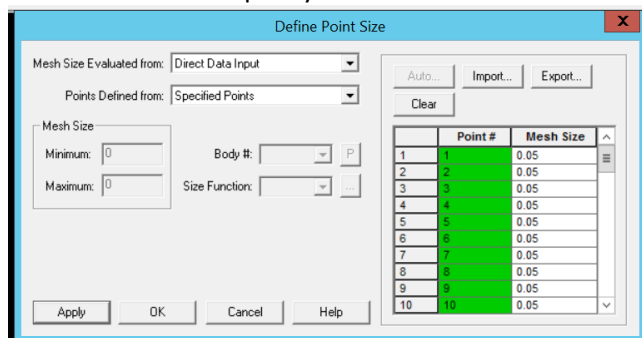 Define Point Size
X
Mesh Size Evaluated from: Direct Data Input
Points Defined from: Specified Points
Mesh Size
Minimum: 0
Maximum: 0
Body #: P
Size Function: ...
Apply OK Cancel Help
Auto... Import... Export...
Clear
Point # Mesh Size
1 1 0.05
2 2 0.05
3 3 0.05
4 4 0.05
5 5 0.05
6 6 0.05
7 7 0.05
8 8 0.05
9 9 0.05
10 10 0.05